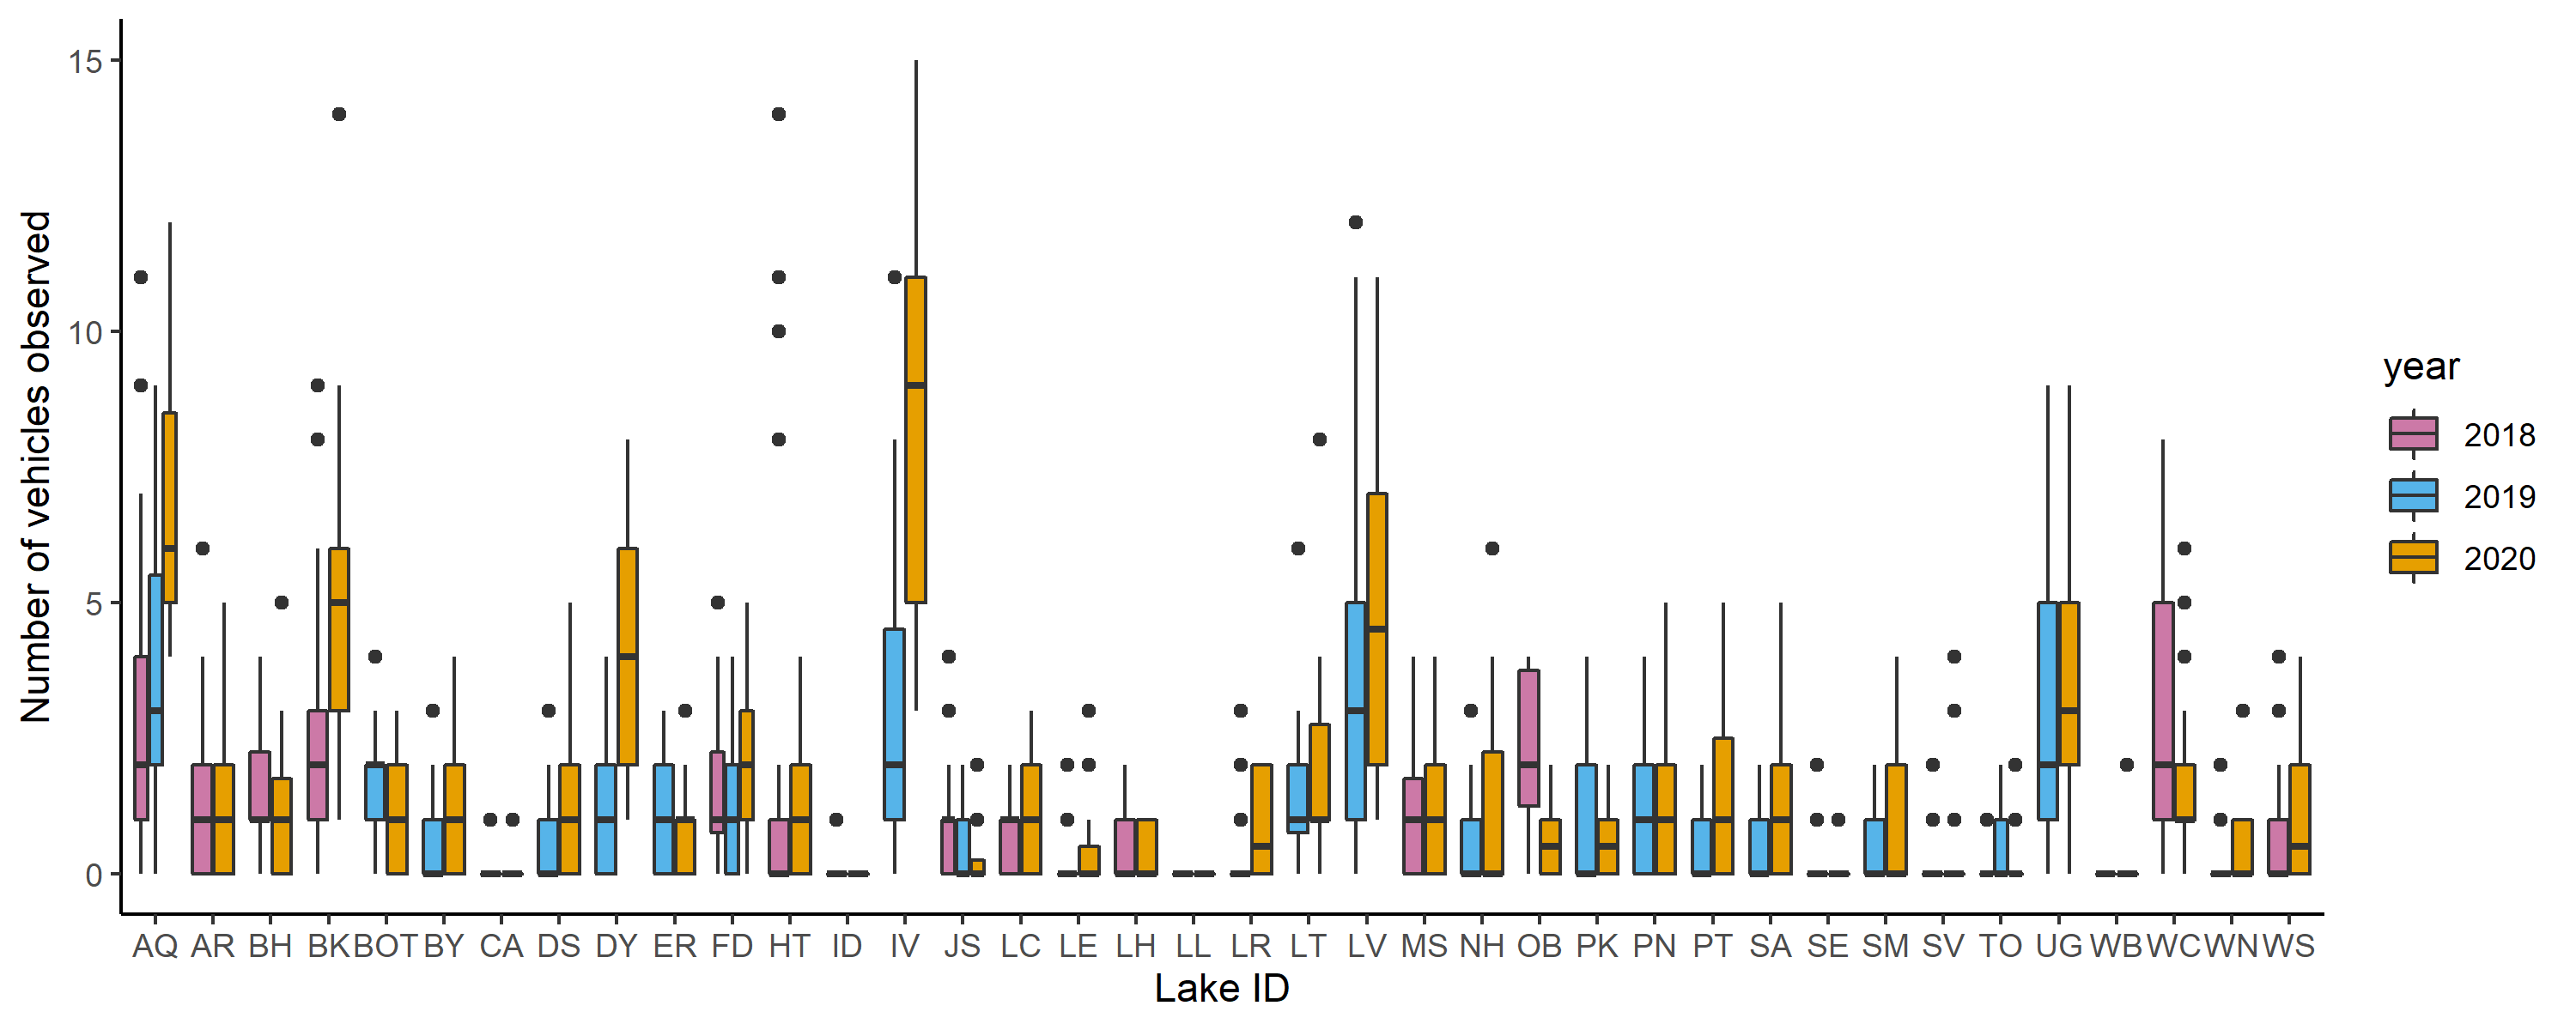 Number of vehicles observed
15
10
5
0
AQ AR BH BK BOT BY CA DS DY ER FD HT ID IV JS LC LE LH LL LR LT LV MS NH OB PK PN PT SA SE SM SV TO UG WB WC WN WS
Lake ID
year
2018
2019
2020